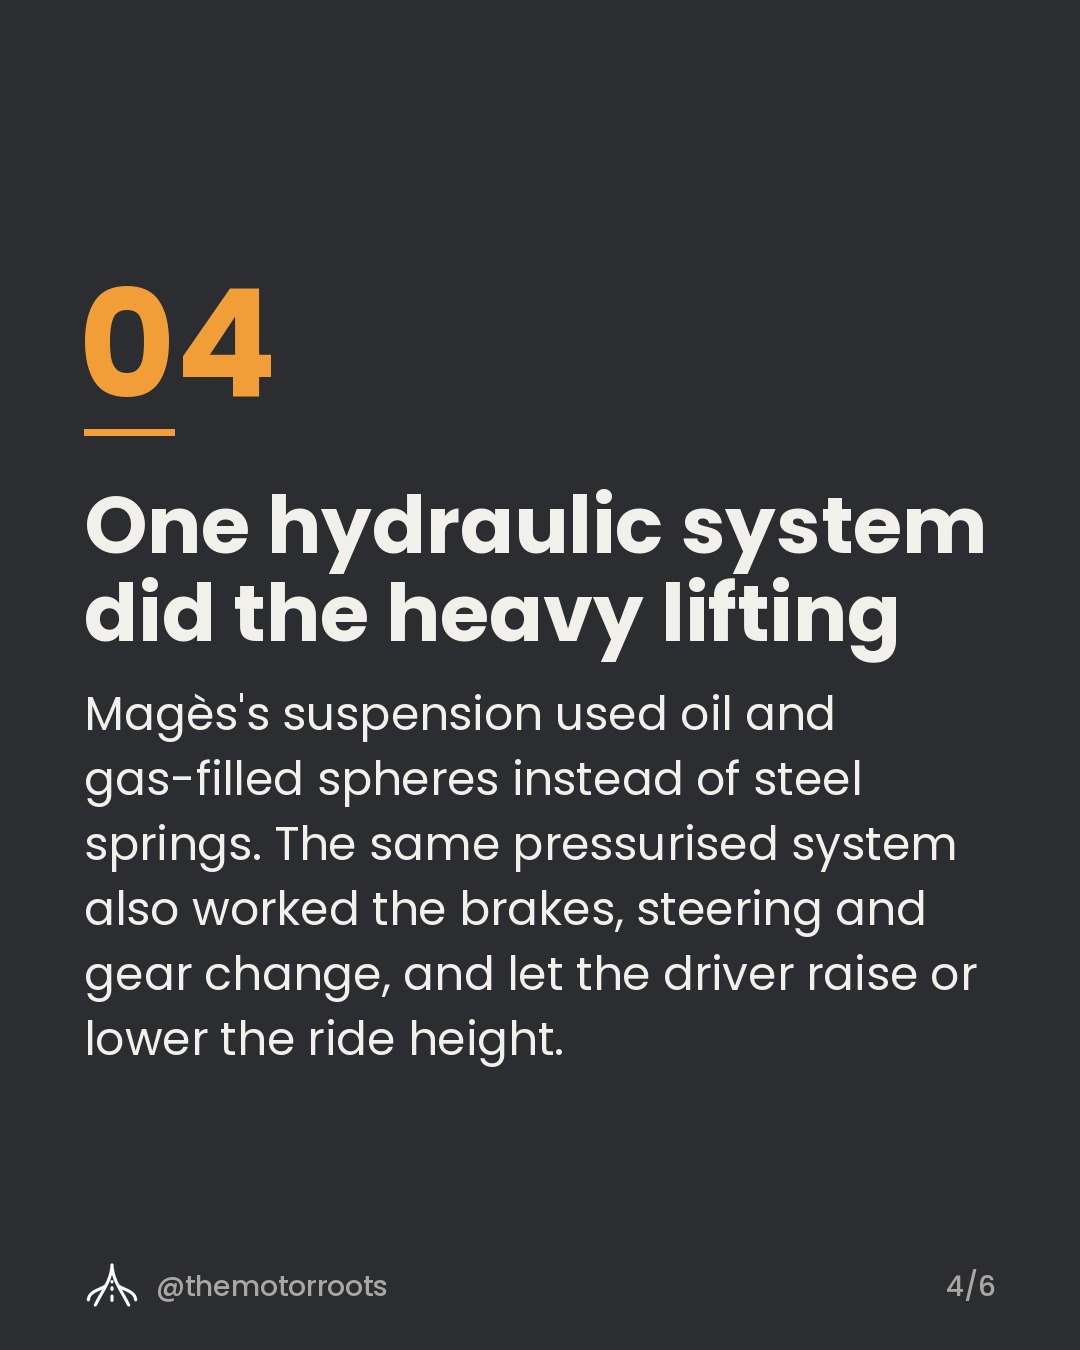 04
One hydraulic system
did the heavy lifting
Magès's suspension used oil and
gas-filled spheres instead of steel
springs. The same pressurised system
also worked the brakes, steering and
gear change, and let the driver raise or
lower the ride height.
@themotorroots
4/6